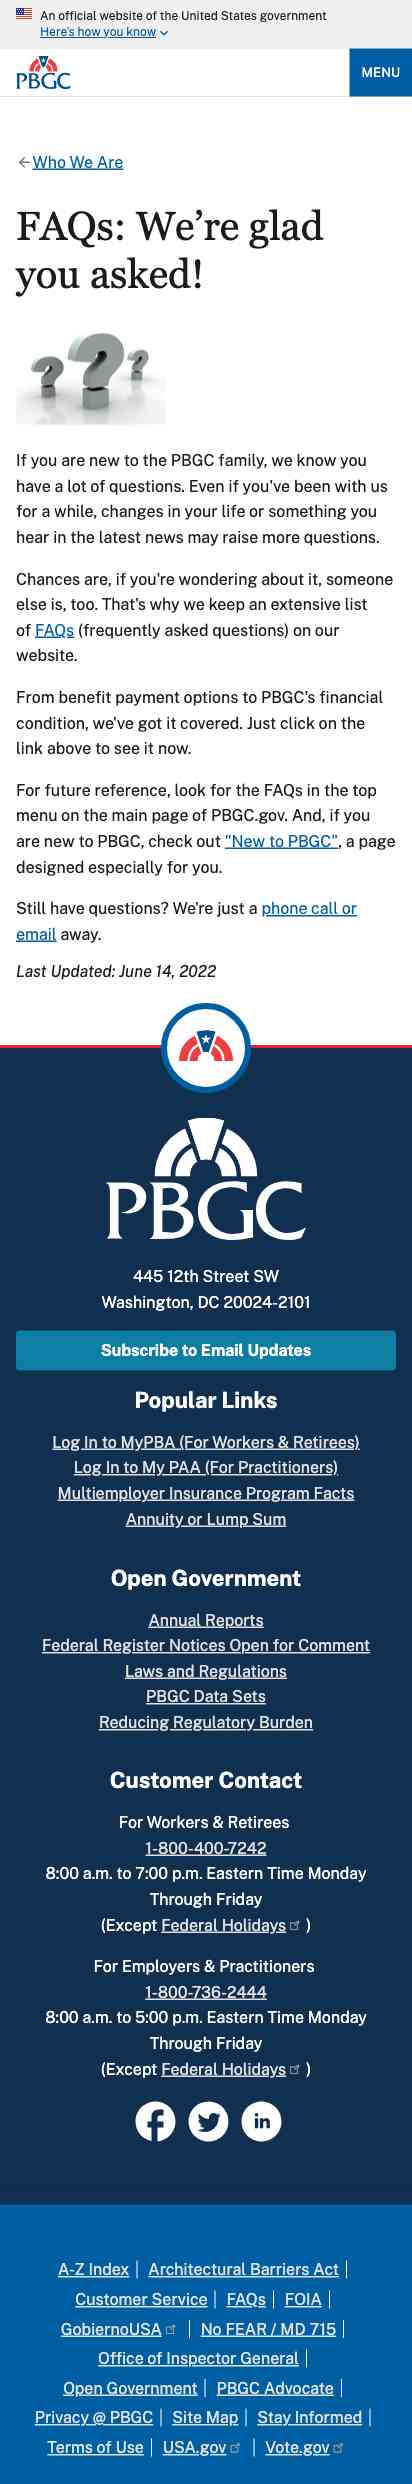 An official website of the United States government
Here's how you know
PBGC
MENU
Who We Are
FAQs: We’re glad
you asked!
???
If you are new to the PBGC family, we know you
have a lot of questions. Even if you've been with us
for a while, changes in your life or something you
hear in the latest news may raise more questions.
Chances are, if you're wondering about it, someone
else is, too. That's why we keep an extensive list
of FAQs (frequently asked questions) on our
website.
From benefit payment options to PBGC's financial
condition, we've got it covered. Just click on the
link above to see it now.
For future reference, look for the FAQs in the top
menu on the main page of PBGC.gov. And, if you
are new to PBGC, check out "New to PBGC", a page
designed especially for you.
Still have questions? We're just a phone call or
email away.
Last Updated: June 14, 2022
PBGC
445 12th Street SW
Washington, DC 20024-2101
Subscribe to Email Updates
Popular Links
Log In to MyPBA (For Workers & Retirees)
Log In to My PAA (For Practitioners)
Multiemployer Insurance Program Facts
Annuity or Lump Sum
Open Government
Annual Reports
Federal Register Notices Open for Comment
Laws and Regulations
PBGC Data Sets
Reducing Regulatory Burden
Customer Contact
For Workers & Retirees
1-800-400-7242
8:00 a.m. to 7:00 p.m. Eastern Time Monday
Through Friday
(Except Federal Holidays )
For Employers & Practitioners
1-800-736-2444
8:00 a.m. to 5:00 p.m. Eastern Time Monday
Through Friday
(Except Federal Holidays )
f in
A-Z Index | Architectural Barriers Act |
Customer Service | FAQs | FOIA |
GobiernoUSA | No FEAR / MD 715 |
Office of Inspector General |
Open Government | PBGC Advocate |
Privacy @ PBGC | Site Map | Stay Informed |
Terms of Use | USA.gov | Vote.gov